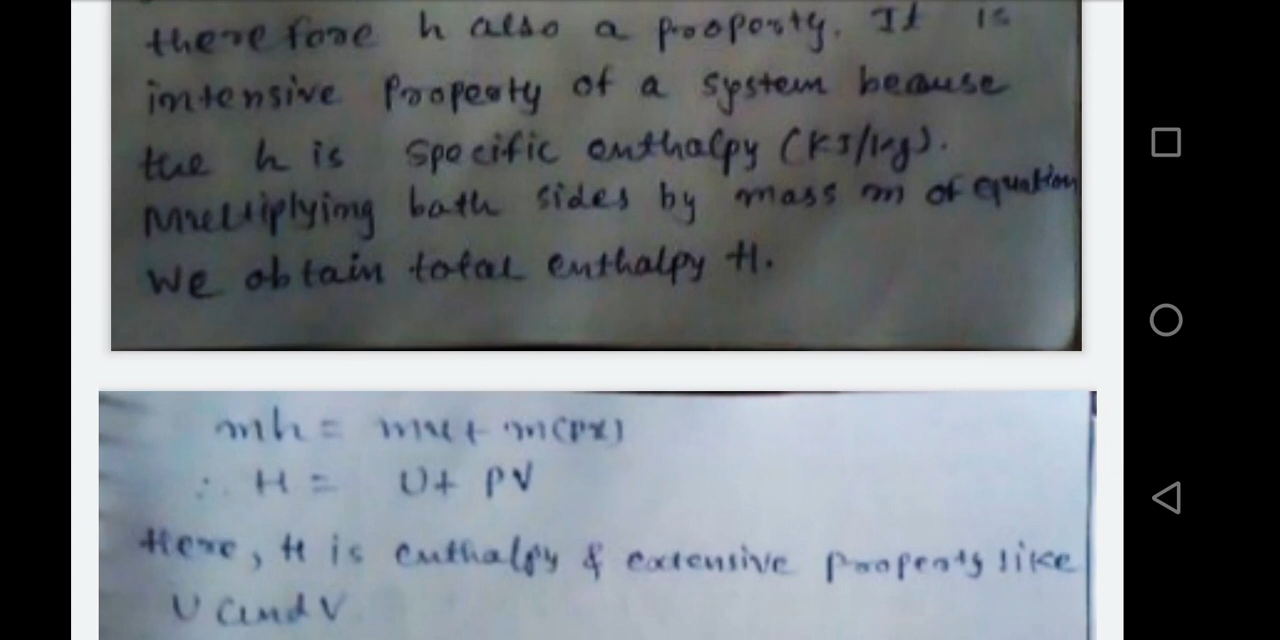 therefore h also a property. It is
intensive Property of a system because
the h is specific enthalpy (KJ/kg).
Multiplying bath sides by mass m of equation
We obtain total enthalpy H.
mh = mu + m(pv)
∴ H = U + PV
Here, H is enthalpy & extensive property like
U and V